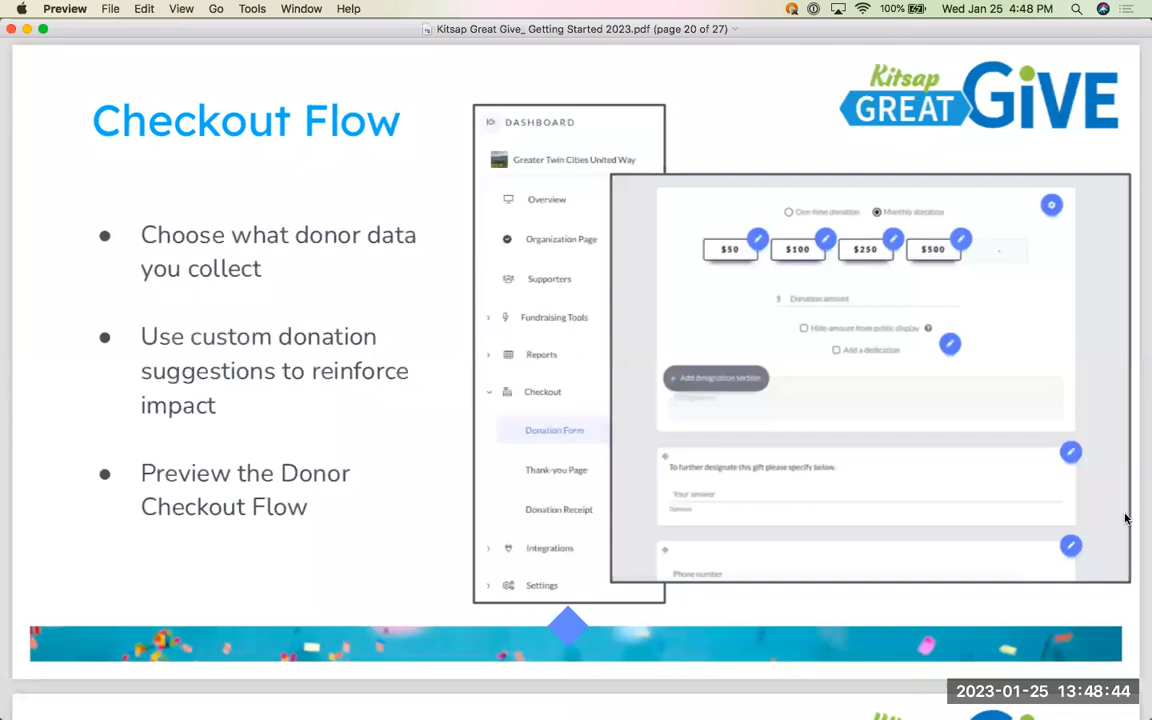 Preview File Edit View Go Tools Window Help 100% Wed Jan 25 4:48 PM
Kitsap Great Give_ Getting Started 2023.pdf (page 20 of 27)
Kitsap
GREAT GiVE
Checkout Flow
● Choose what donor data
you collect
● Use custom donation
suggestions to reinforce
impact
● Preview the Donor
Checkout Flow
DASHBOARD
Greater Twin Cities United Way
Overview
Organization Page
Supporters
Fundraising Tools
Reports
Checkout
Donation Form
Thank-you Page
Donation Receipt
Integrations
Settings
One-time donation Monthly donation
$50 $100 $250 $500
$ Donation amount
Hide amount from public display
Add a dedication
+ Add designation section
To further designate this gift please specify below.
Your answer
Optional
Phone number
2023-01-25 13:48:44